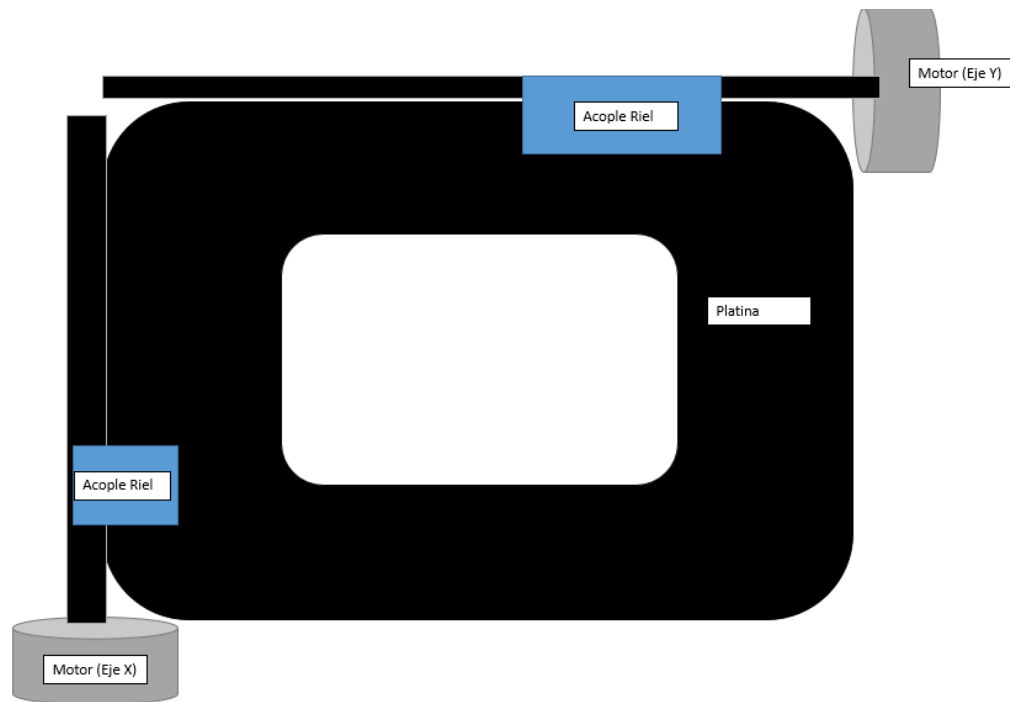 Motor (Eje Y)
Acople Riel
Platina
Acople Riel
Motor (Eje X)